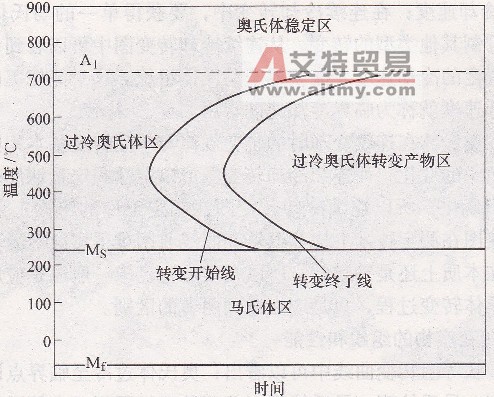 奥氏体稳定区
900
800
A1
700
艾特贸易
www.aitmy.com
600
过冷奥氏体区
过冷奥氏体转变产物区
温度/℃
500
400
300
MS
200
转变开始线
转变终了线
马氏体区
100
0
Mf
时间